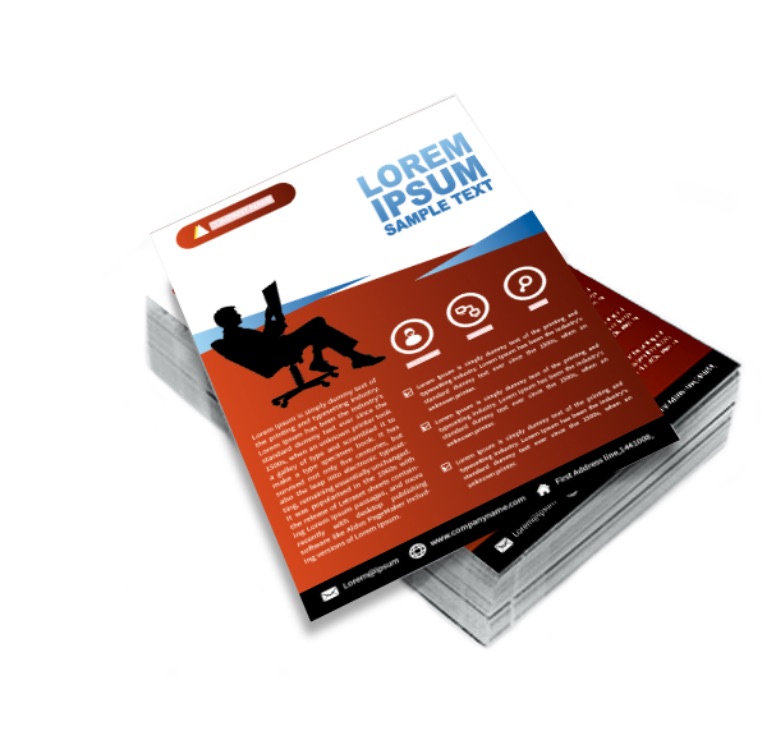 LOREM
IPSUM
SAMPLE TEXT
Lorem Ipsum is simply dummy text of
the printing and typesetting industry.
Lorem Ipsum has been the industry's
standard dummy text ever since the
1500s, when an unknown printer took
a galley of type and scrambled it to
make a type specimen book. It has
survived not only five centuries, but
also the leap into electronic typeset-
ting, remaining essentially unchanged.
It was popularised in the 1960s with
the release of Letraset sheets contain-
ing Lorem Ipsum passages, and more
recently with desktop publishing
software like Aldus PageMaker includ-
ing versions of Lorem Ipsum.
Lorem Ipsum is simply dummy text of the printing and
typesetting industry. Lorem Ipsum has been the industry's
standard dummy text ever since the 1500s, when an
unknown printer.
Lorem Ipsum is simply dummy text of the printing and
typesetting industry. Lorem Ipsum has been the industry's
standard dummy text ever since the 1500s, when an
unknown printer.
Lorem Ipsum is simply dummy text of the printing and
typesetting industry. Lorem Ipsum has been the industry's
standard dummy text ever since the 1500s, when an
unknown printer.
Lorem@ipsum
www.companyname.com
First Address line,1441008,
Lorem@ipsum